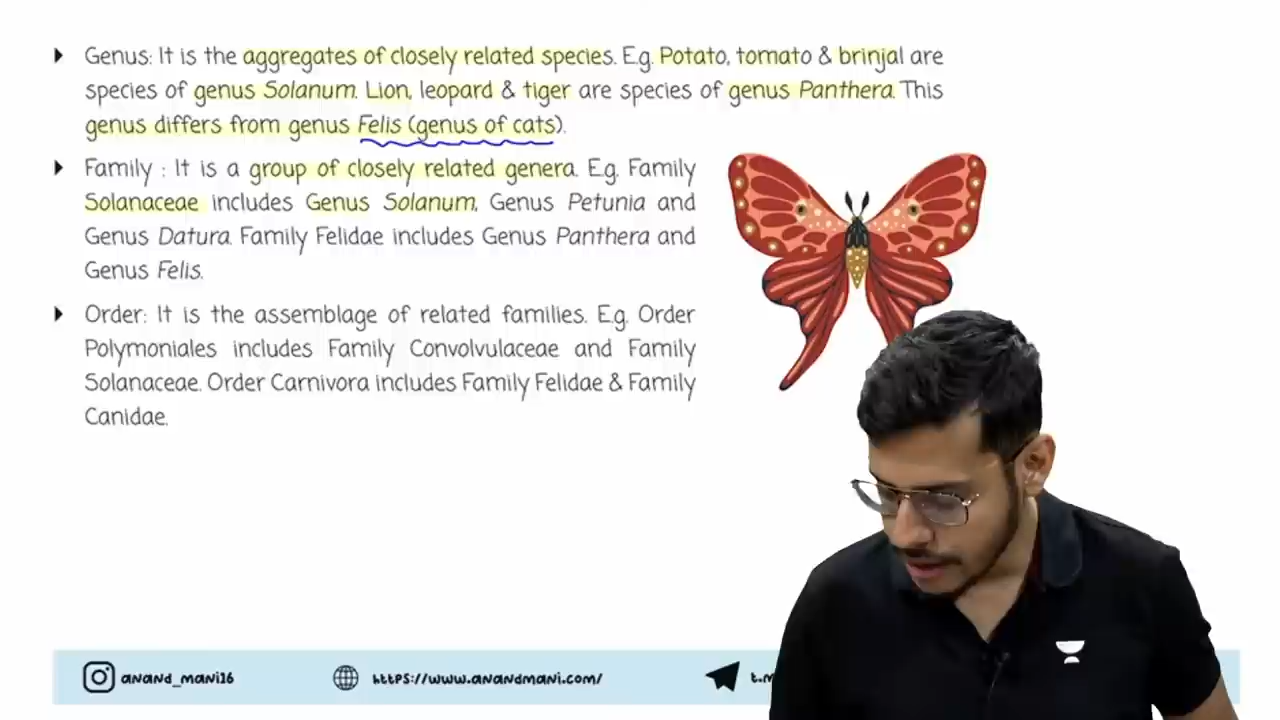 Genus: It is the aggregates of closely related species. E.g. Potato, tomato & brinjal are
species of genus Solanum. Lion, leopard & tiger are species of genus Panthera. This
genus differs from genus Felis (genus of cats).
Family : It is a group of closely related genera. E.g. Family
Solanaceae includes Genus Solanum, Genus Petunia and
Genus Datura. Family Felidae includes Genus Panthera and
Genus Felis.
Order: It is the assemblage of related families. E.g. Order
Polymoniales includes Family Convolvulaceae and Family
Solanaceae. Order Carnivora includes Family Felidae & Family
Canidae.
anand_mani16
https://www.anandmani.com/
t.m